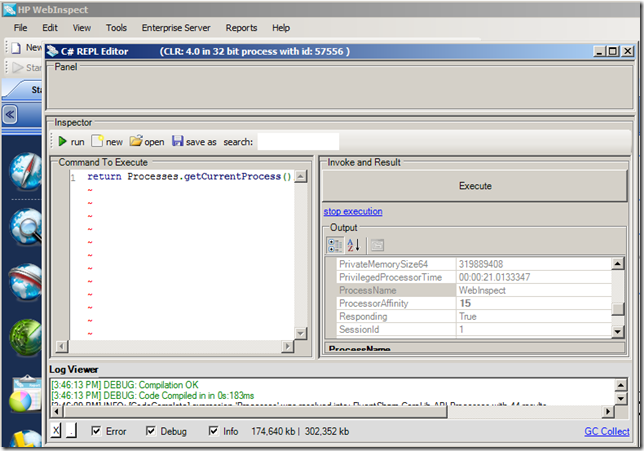 HP WebInspect
File Edit View Tools Enterprise Server Reports Help
New
Start
Sta
C# REPL Editor (CLR: 4.0 in 32 bit process with id: 57556 )
Panel
Inspector
run new open save as search:
Command To Execute
1 return Processes.getCurrentProcess()
~
~
~
~
~
~
~
~
~
~
~
~
Invoke and Result
Execute
stop execution
Output
PrivateMemorySize64 319889408
PrivilegedProcessorTime 00:00:21.0133347
ProcessName WebInspect
ProcessorAffinity 15
Responding True
SessionId 1
ProcessName
Log Viewer
[3:46:13 PM] DEBUG: Compilation OK
[3:46:13 PM] DEBUG: Code Compiled in in 0s:183ms
X . Error Debug Info 174,640 kb | 302,352 kb GC Collect